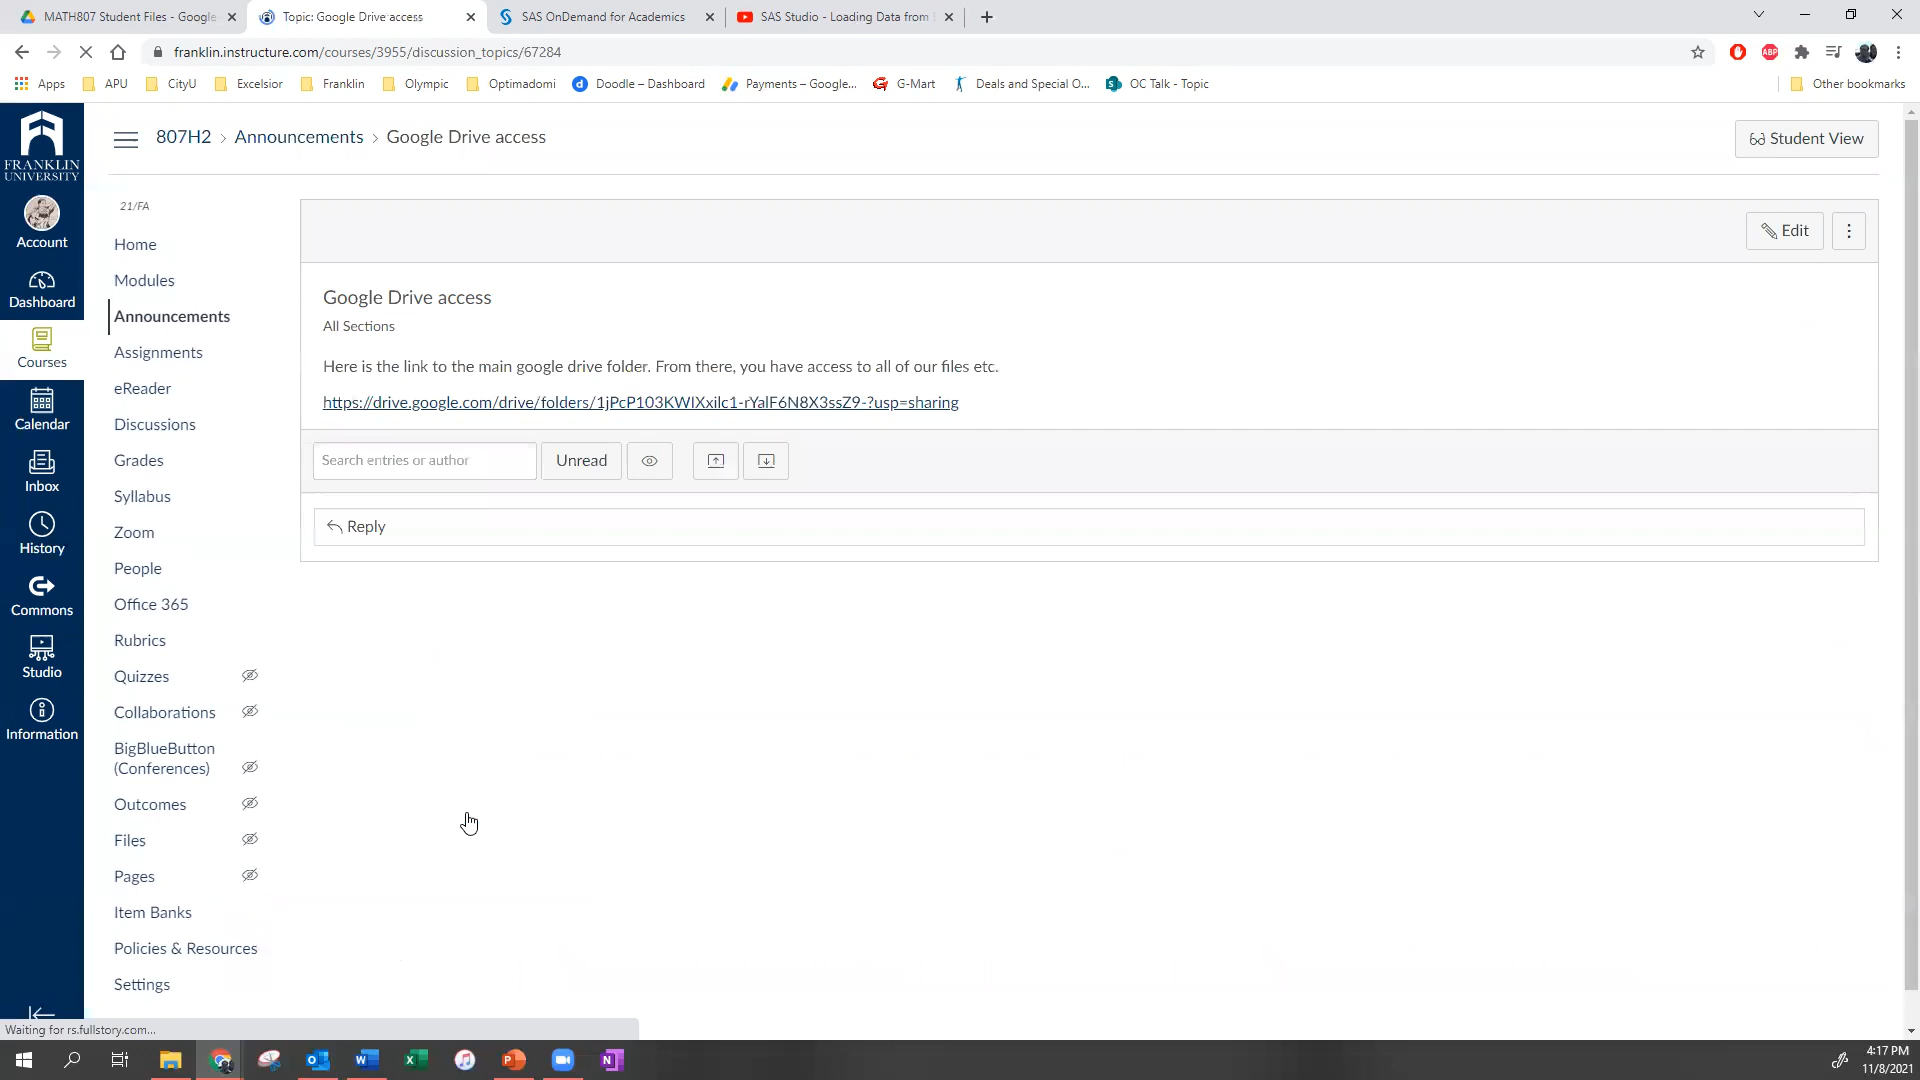 MATH807 Student Files - Google
Topic: Google Drive access
SAS OnDemand for Academics
SAS Studio - Loading Data from
franklin.instructure.com/courses/3955/discussion_topics/67284
Apps
APU
CityU
Excelsior
Franklin
Olympic
Optimadomi
Doodle – Dashboard
Payments – Google...
G-Mart
Deals and Special O...
OC Talk - Topic
Other bookmarks
FRANKLIN
UNIVERSITY
807H2 › Announcements › Google Drive access
Student View
Account
Dashboard
Courses
Calendar
Inbox
History
Commons
Studio
Information
21/FA
Home
Modules
Announcements
Assignments
eReader
Discussions
Grades
Syllabus
Zoom
People
Office 365
Rubrics
Quizzes
Collaborations
BigBlueButton
(Conferences)
Outcomes
Files
Pages
Item Banks
Policies & Resources
Settings
Edit
Google Drive access
All Sections
Here is the link to the main google drive folder. From there, you have access to all of our files etc.
https://drive.google.com/drive/folders/1jPcP103KWIXxilc1-rYalF6N8X3ssZ9-?usp=sharing
Search entries or author
Unread
Reply
Waiting for rs.fullstory.com...
4:17 PM
11/8/2021